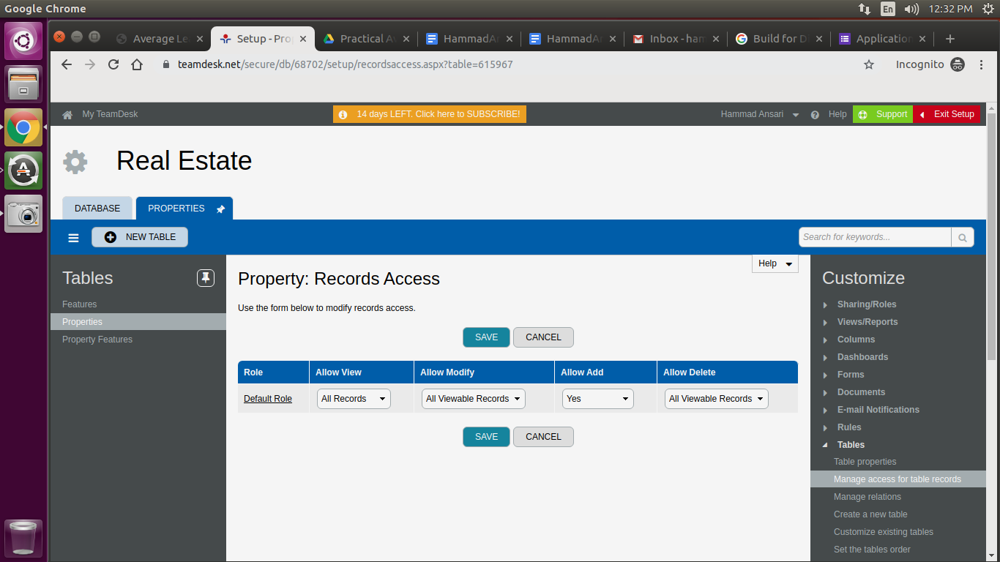 Google Chrome
En
12:32 PM
Average Le
Setup - Pro
Practical A
HammadA
HammadA
Inbox - ham
Build for D
Application
teamdesk.net/secure/db/68702/setup/recordsaccess.aspx?table=615967
Incognito
My TeamDesk
14 days LEFT. Click here to SUBSCRIBE!
Hammad Ansari
Help
Support
Exit Setup
Real Estate
DATABASE
PROPERTIES
NEW TABLE
Search for keywords...
Tables
Features
Properties
Property Features
Help
Property: Records Access
Use the form below to modify records access.
SAVE
CANCEL
Role Allow View Allow Modify Allow Add Allow Delete
Default Role All Records All Viewable Records Yes All Viewable Records
SAVE
CANCEL
Customize
Sharing/Roles
Views/Reports
Columns
Dashboards
Forms
Documents
E-mail Notifications
Rules
Tables
Table properties
Manage access for table records
Manage relations
Create a new table
Customize existing tables
Set the tables order